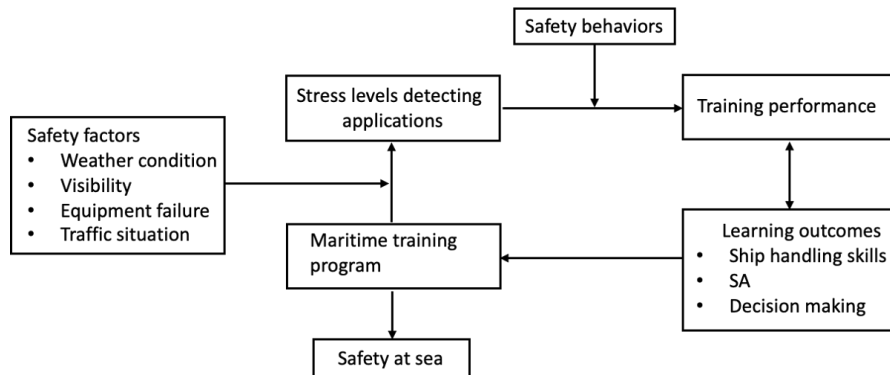 Safety behaviors
Stress levels detecting
applications
Training performance
Safety factors
• Weather condition
• Visibility
• Equipment failure
• Traffic situation
Maritime training
program
Learning outcomes
• Ship handling skills
• SA
• Decision making
Safety at sea